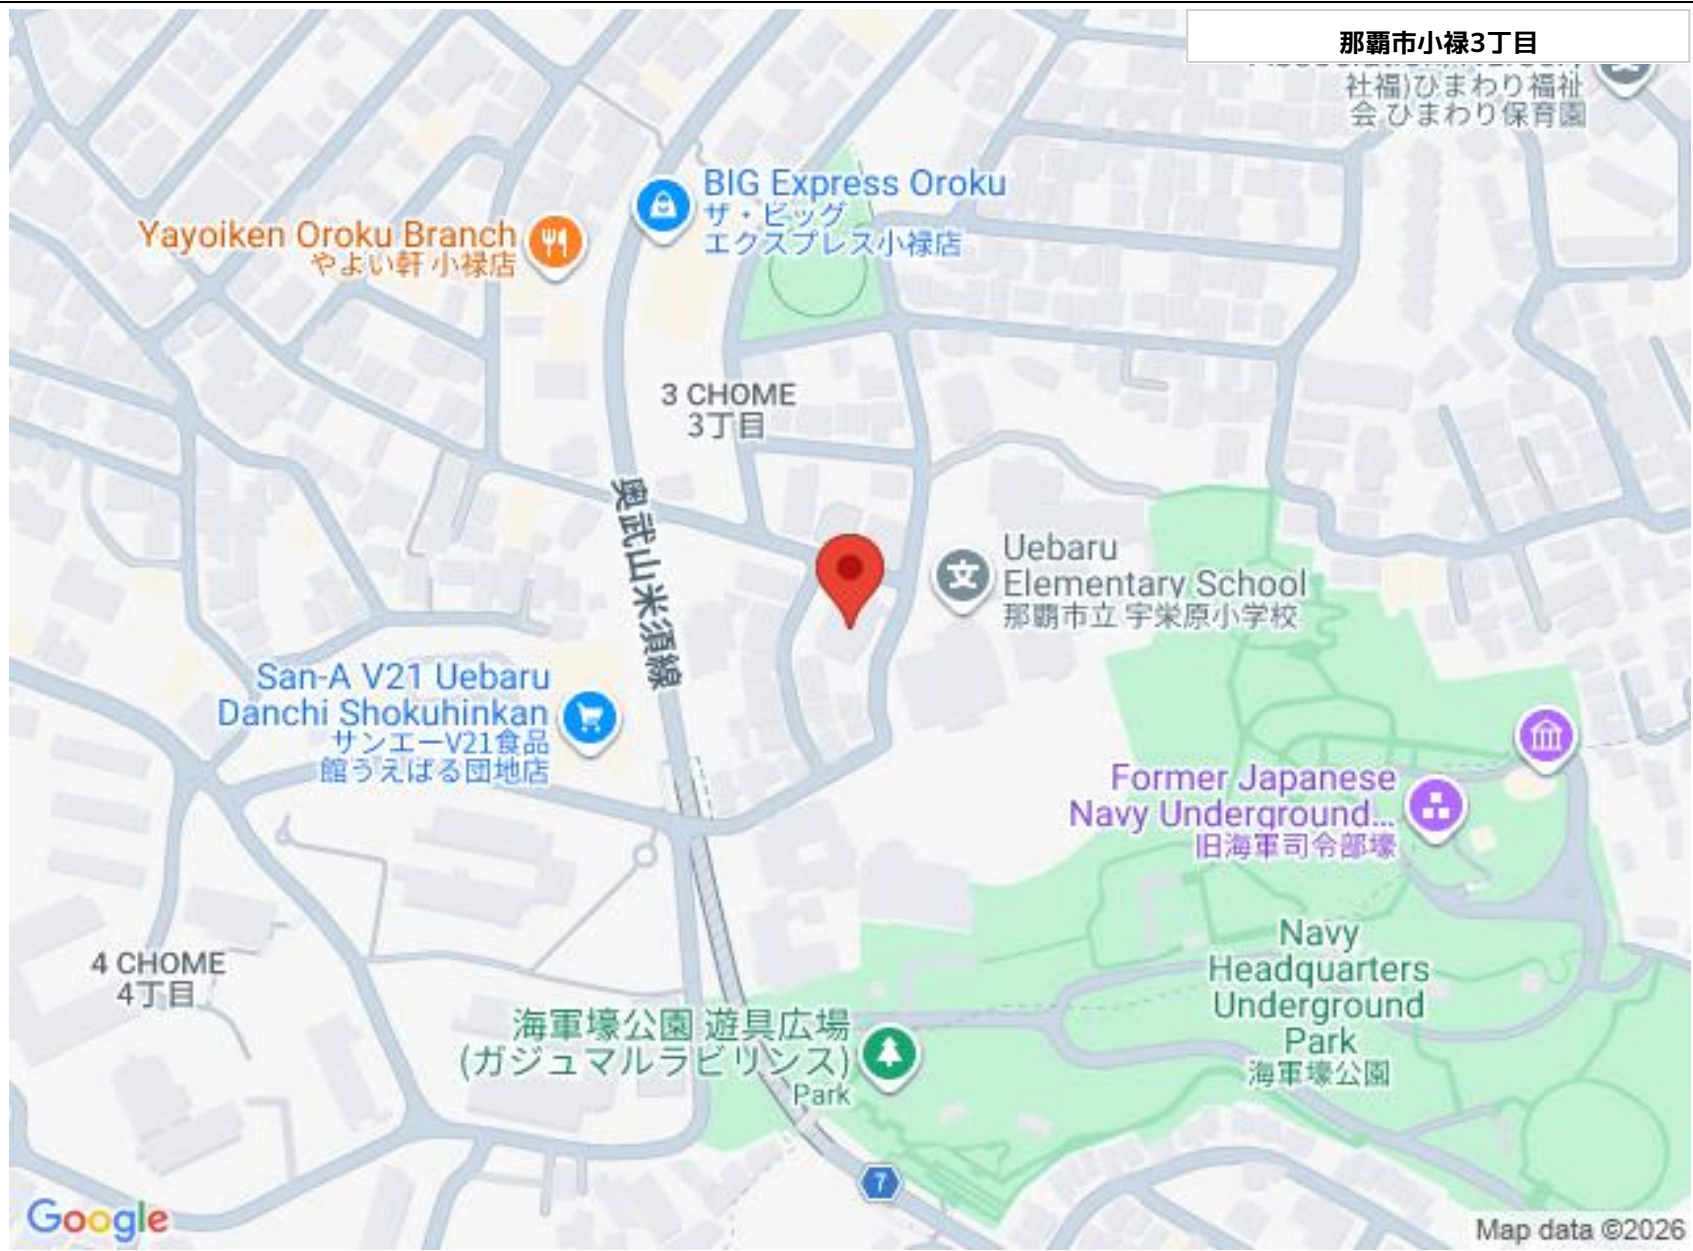 那覇市小禄3丁目
社福)ひまわり福祉
会 ひまわり保育園
BIG Express Oroku
ザ・ビッグ
エクスプレス小禄店
Yayoiken Oroku Branch
やよい軒 小禄店
3 CHOME
3丁目
奥武山米須線
Uebaru
Elementary School
那覇市立 宇栄原小学校
San-A V21 Uebaru
Danchi Shokuhinkan
サンエーV21食品
館うえばる団地店
Former Japanese
Navy Underground...
旧海軍司令部壕
4 CHOME
4丁目
Navy
Headquarters
Underground
Park
海軍壕公園
海軍壕公園 遊具広場
(ガジュマルラビリンス)
Park
7
Google
Map data ©2026